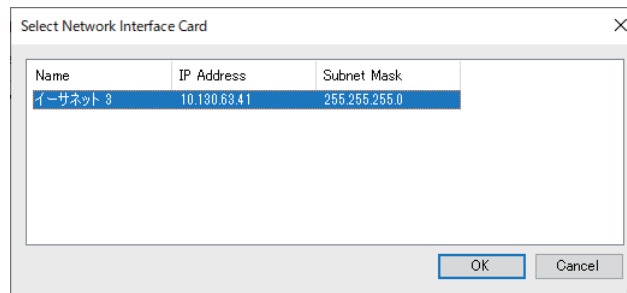 Select Network Interface Card
Name IP Address Subnet Mask
イーサネット 3 10.130.63.41 255.255.255.0
OK Cancel